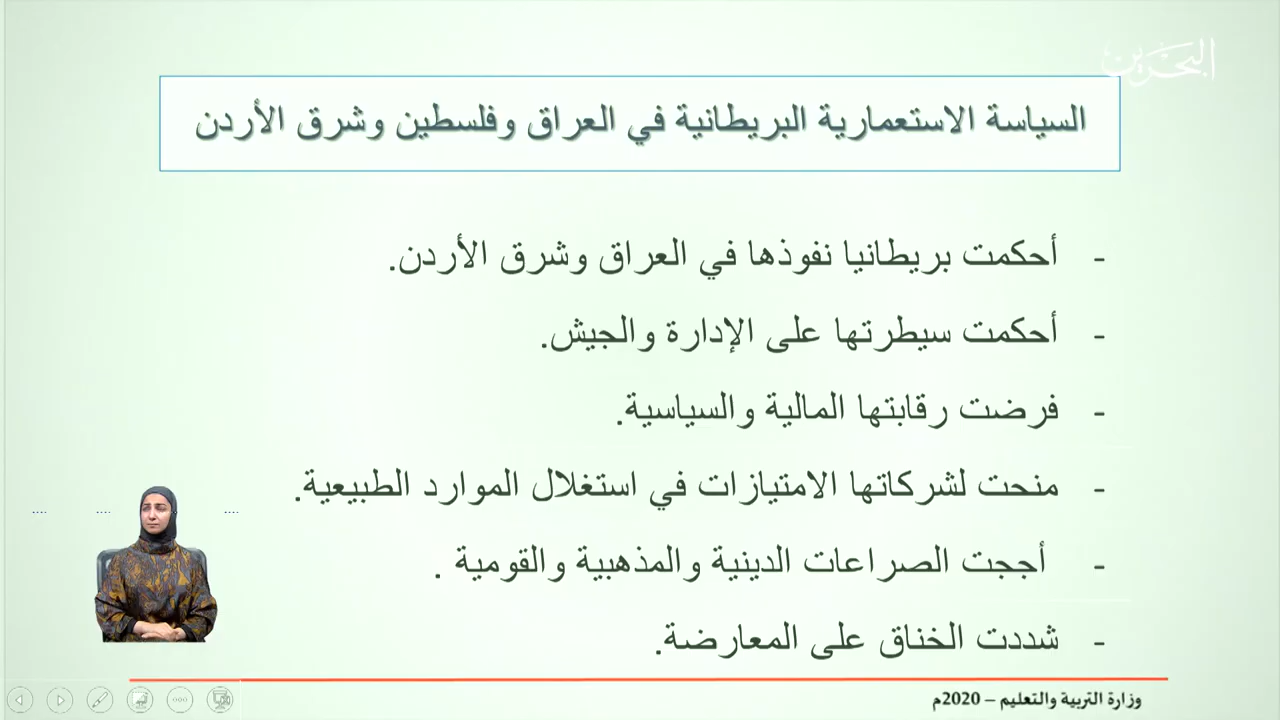 البحرين
السياسة الاستعمارية البريطانية في العراق وفلسطين وشرق الأردن
- أحكمت بريطانيا نفوذها في العراق وشرق الأردن.
- أحكمت سيطرتها على الإدارة والجيش.
- فرضت رقابتها المالية والسياسية.
- منحت لشركاتها الامتيازات في استغلال الموارد الطبيعية.
- أججت الصراعات الدينية والمذهبية والقومية .
- شددت الخناق على المعارضة.
وزارة التربية والتعليم – 2020م